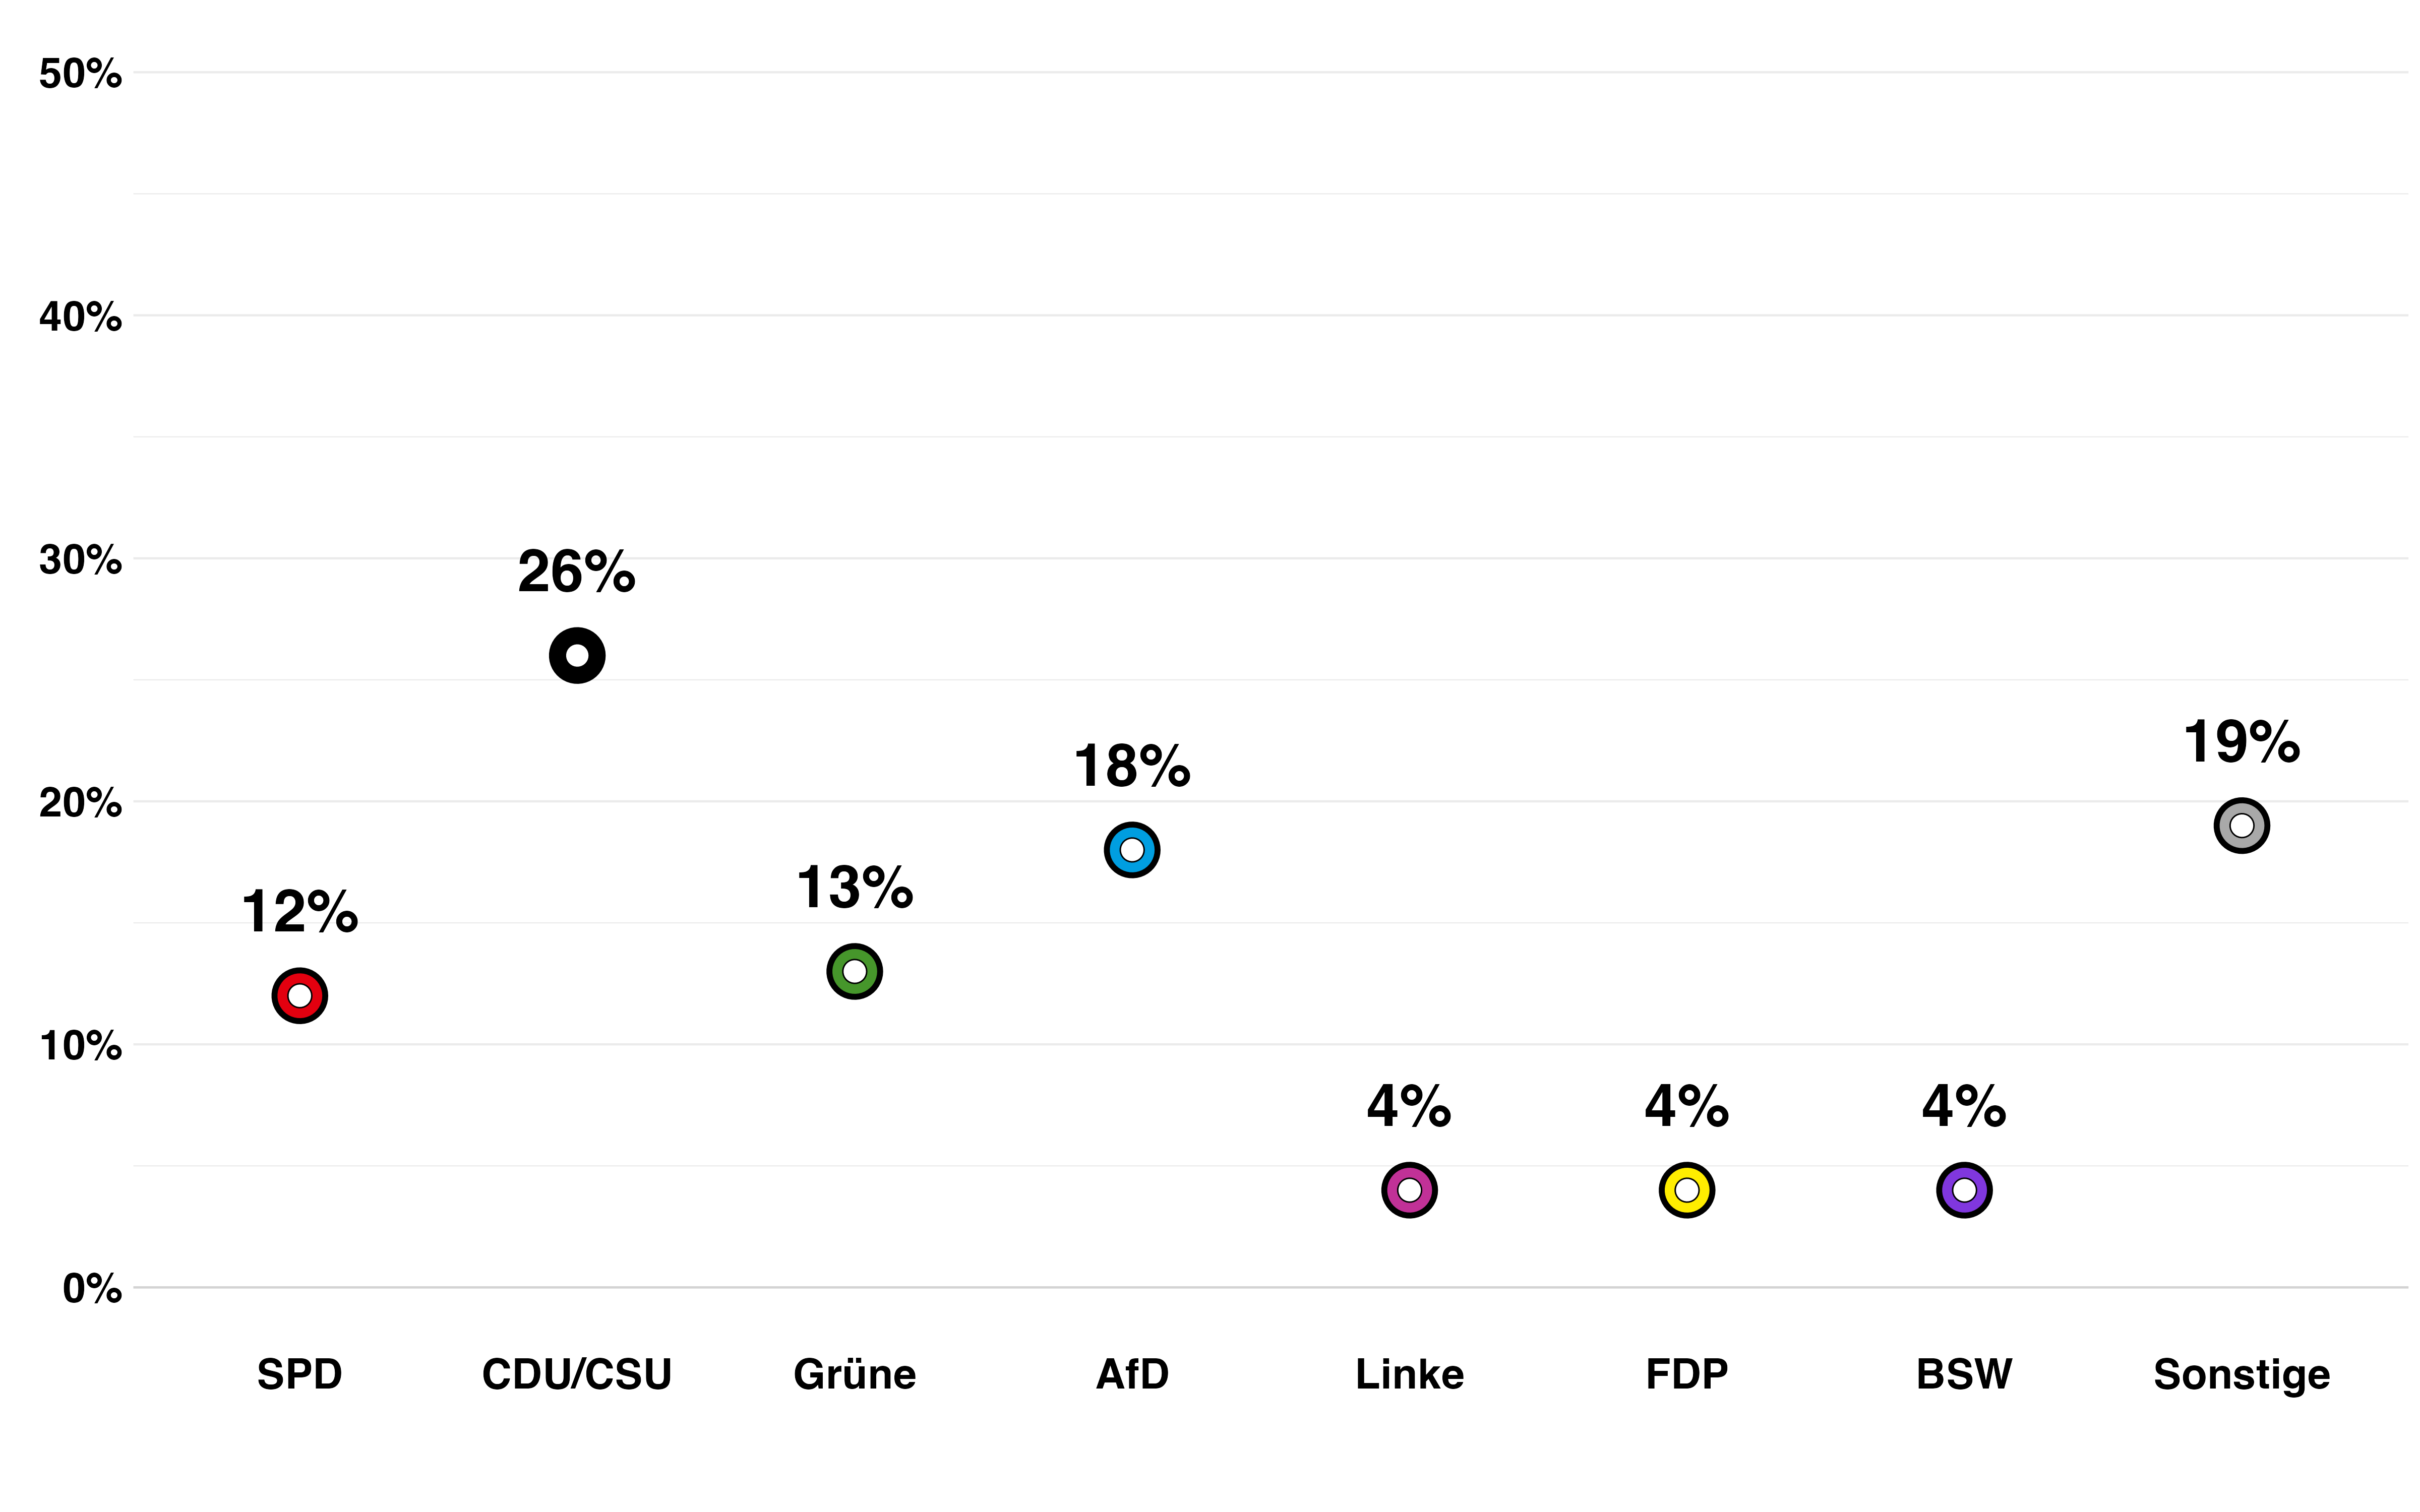 50%
40%
30%
20%
10%
0%
12%
26%
13%
18%
4%
4%
4%
19%
SPD
CDU/CSU
Grüne
AfD
Linke
FDP
BSW
Sonstige